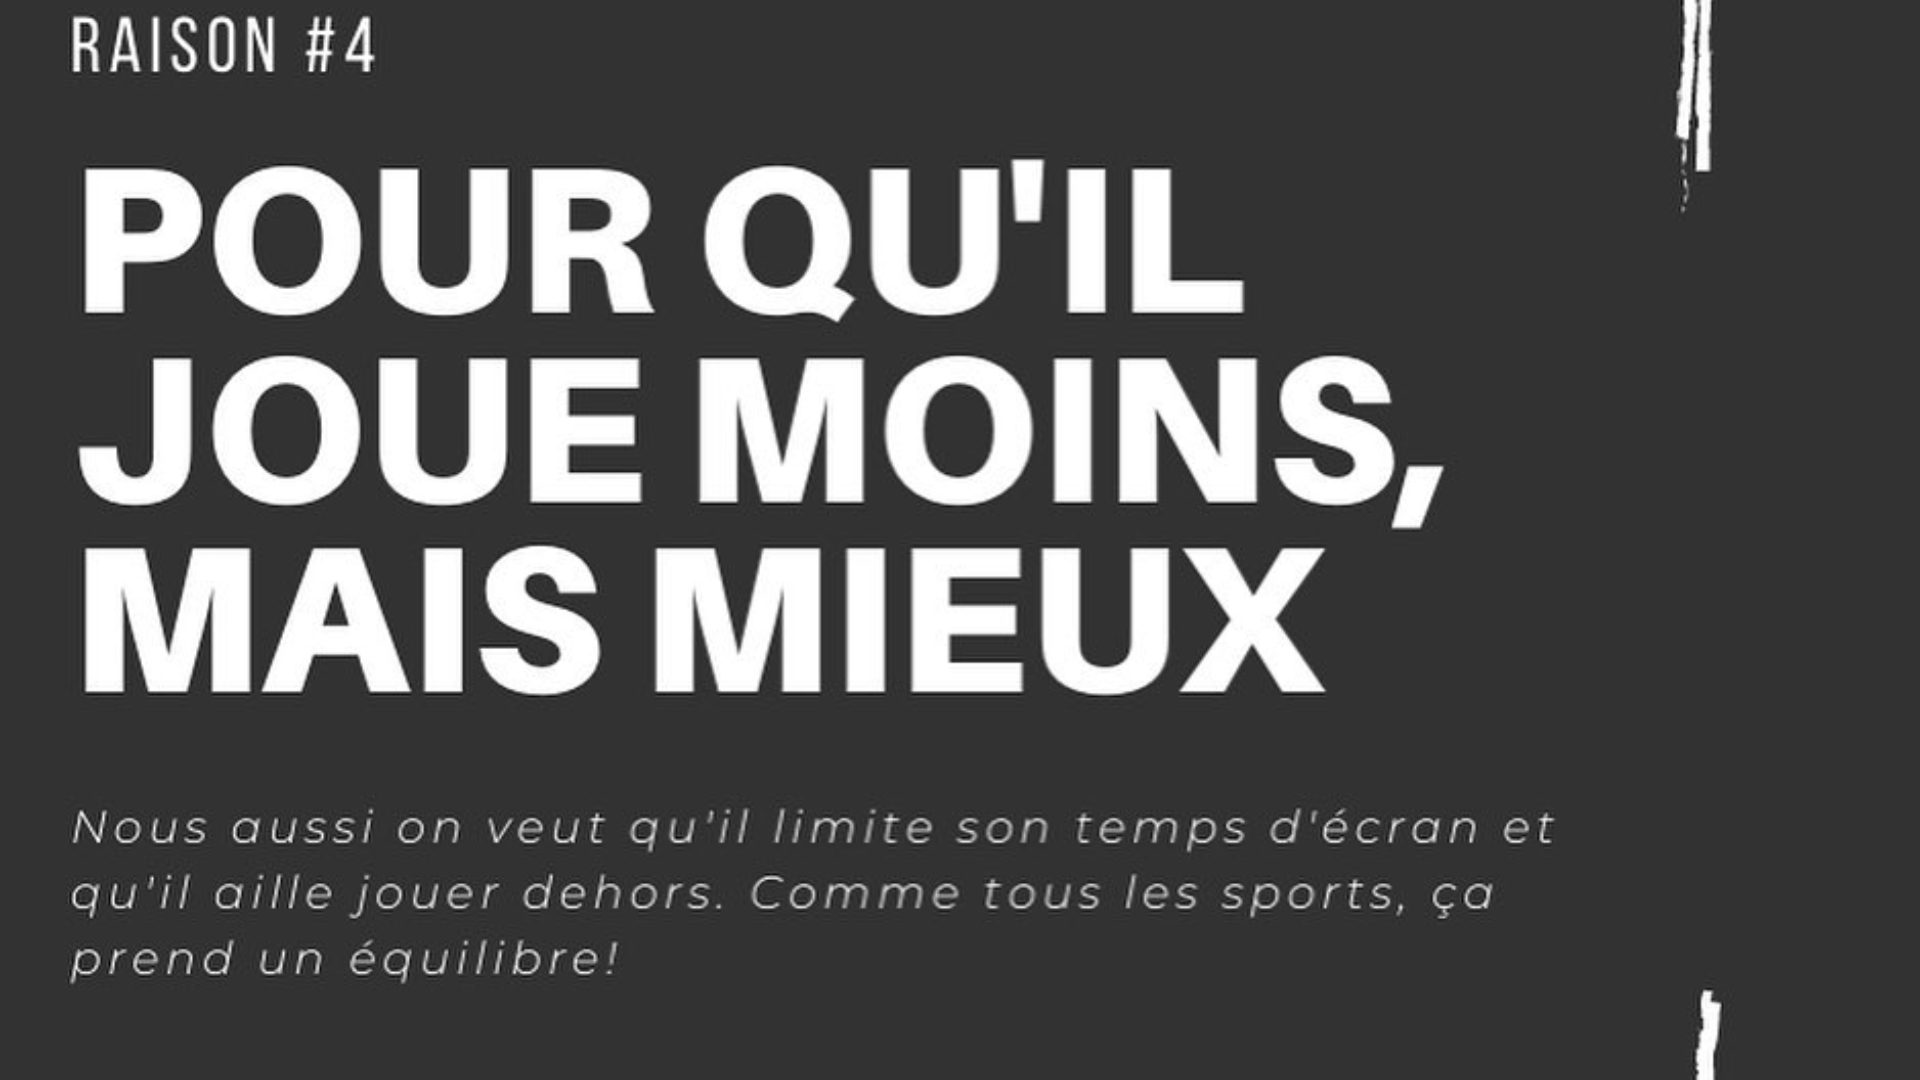 RAISON #4
POUR QU'IL
JOUE MOINS,
MAIS MIEUX
Nous aussi on veut qu'il limite son temps d'écran et
qu'il aille jouer dehors. Comme tous les sports, ça
prend un équilibre!